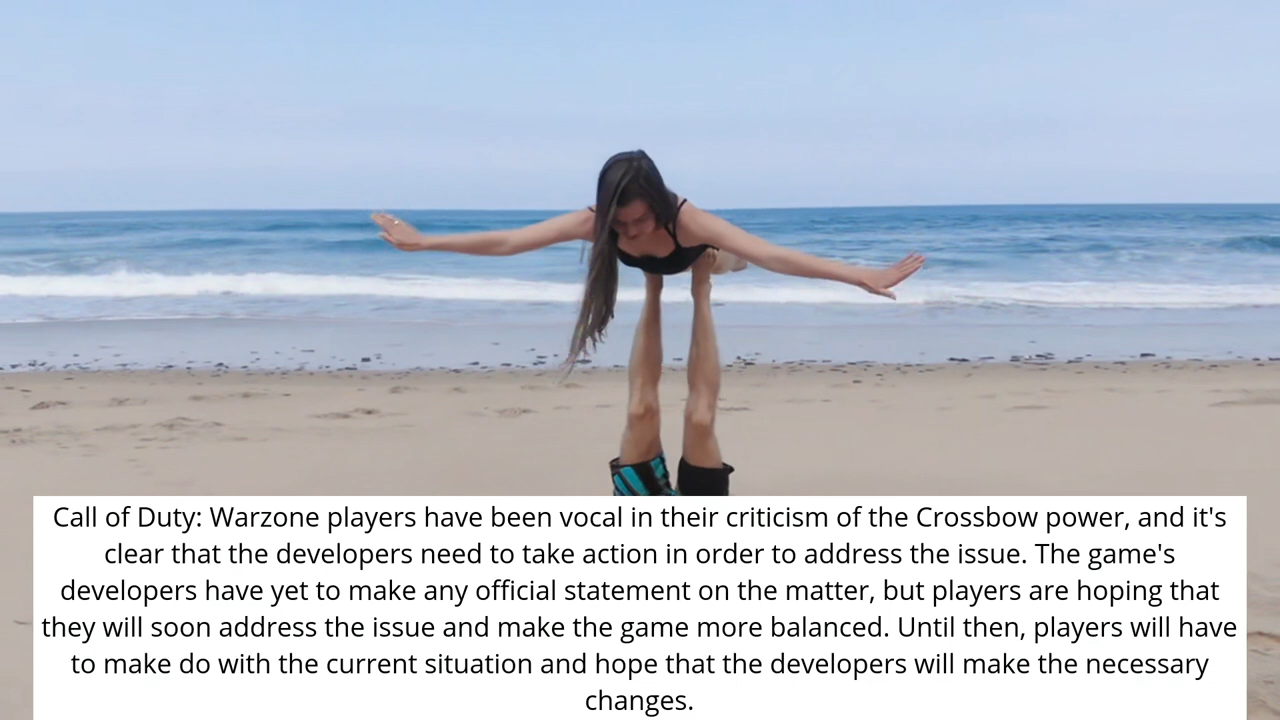 Call of Duty: Warzone players have been vocal in their criticism of the Crossbow power, and it's
clear that the developers need to take action in order to address the issue. The game's
developers have yet to make any official statement on the matter, but players are hoping that
they will soon address the issue and make the game more balanced. Until then, players will have
to make do with the current situation and hope that the developers will make the necessary
changes.